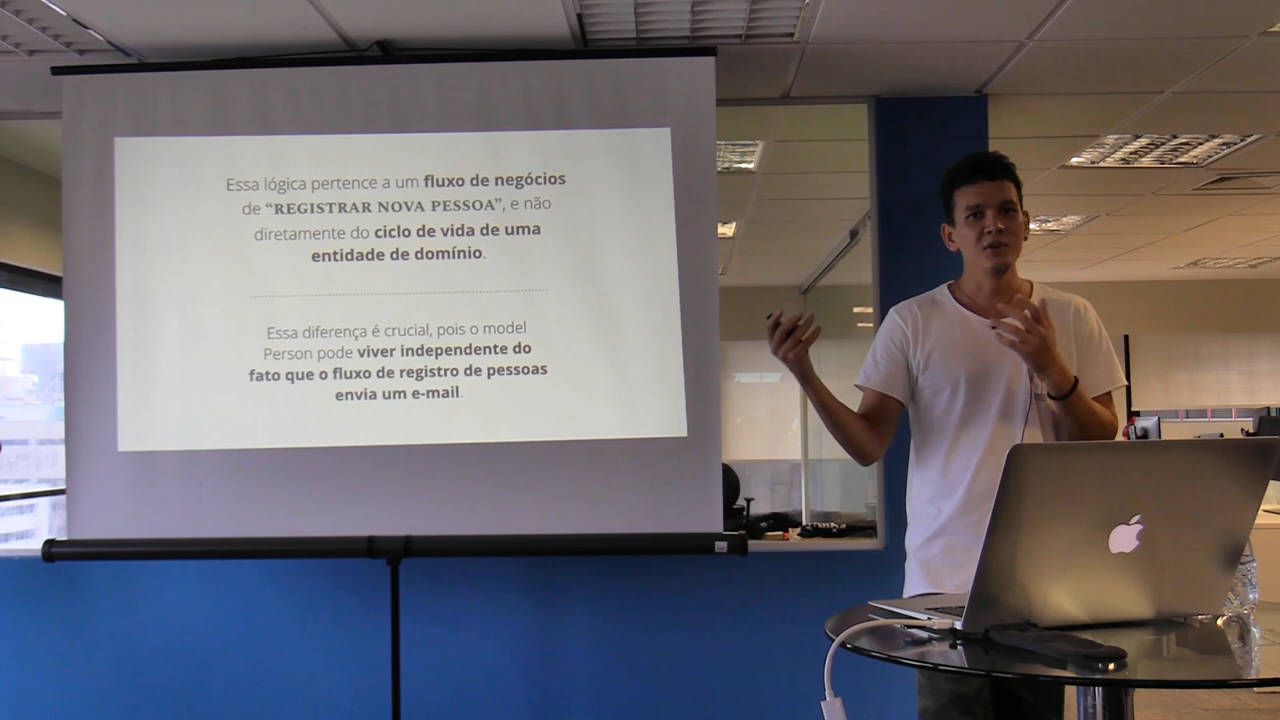 Essa lógica pertence a um fluxo de negócios
de “REGISTRAR NOVA PESSOA”, e não
diretamente do ciclo de vida de uma
entidade de domínio.
Essa diferença é crucial, pois o model
Person pode viver independente do
fato que o fluxo de registro de pessoas
envia um e-mail.